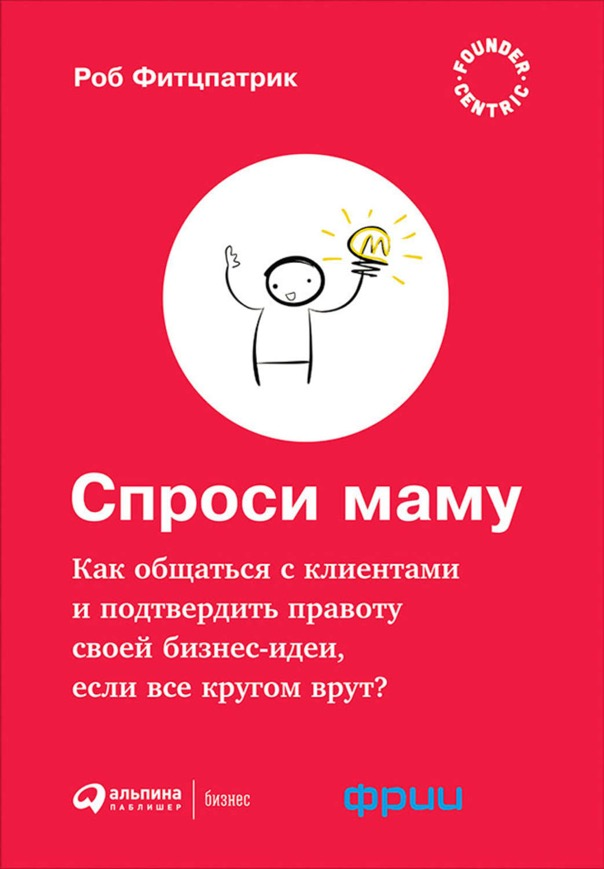 Роб Фитцпатрик
FOUNDER
CENTRIC
M
Спроси маму
Как общаться с клиентами
и подтвердить правоту
своей бизнес-идеи,
если все кругом врут?
альпина
ПАБЛИШЕР
бизнес
фрии